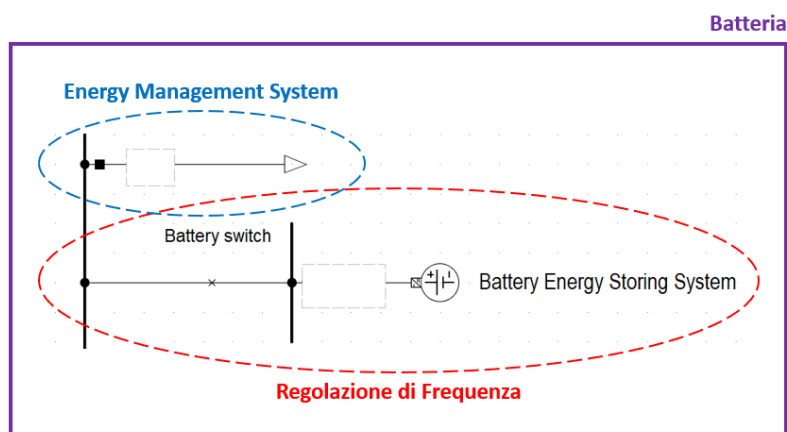 Batteria
Energy Management System
Battery switch
Battery Energy Storing System
Regolazione di Frequenza